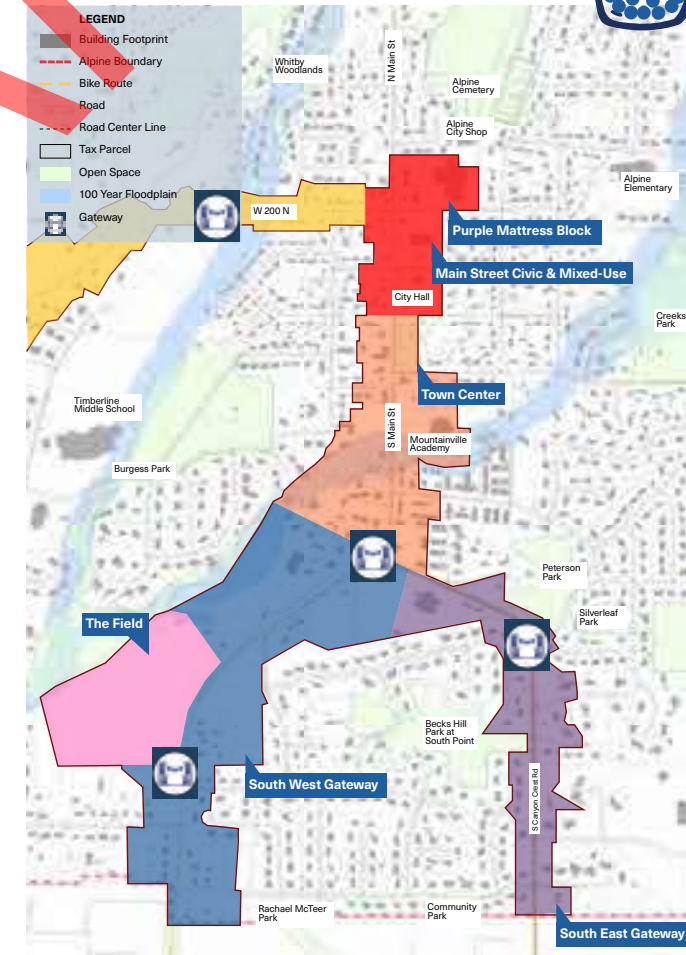 LEGEND
Building Footprint
Alpine Boundary
Bike Route
Road
Road Center Line
Tax Parcel
Open Space
100 Year Floodplain
Gateway
Whitby
Woodlands
N Main St
Alpine
Cemetery
Alpine
City Shop
Alpine
Elementary
W 200 N
Purple Mattress Block
Main Street Civic & Mixed-Use
City Hall
Creeks
Park
Town Center
Timberline
Middle School
S Main St
Mountainville
Academy
Burgess Park
Peterson
Park
Silverleaf
Park
The Field
Becks Hill
Park at
South Point
South West Gateway
S Canyon Crest Rd
Rachael McTeer
Park
Community
Park
South East Gateway